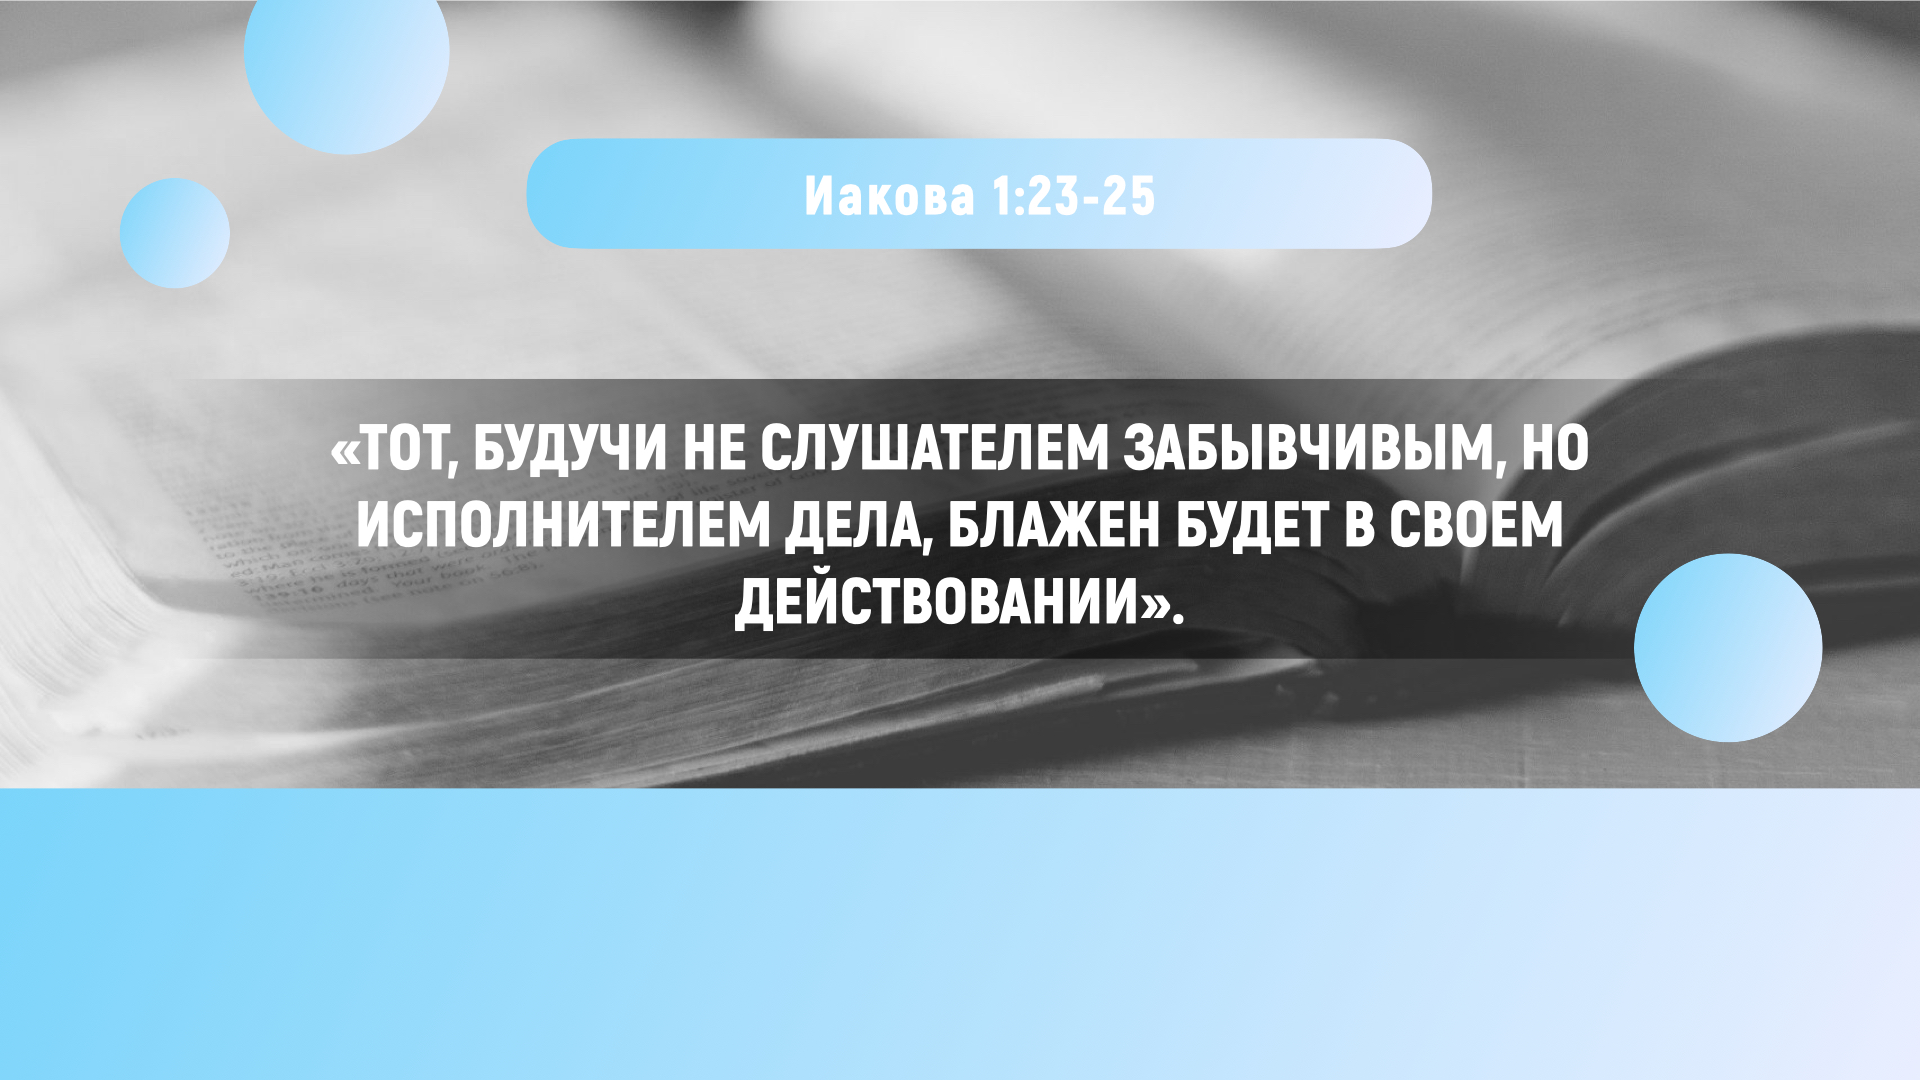 Иакова 1:23-25
«ТОТ, БУДУЧИ НЕ СЛУШАТЕЛЕМ ЗАБЫВЧИВЫМ, НО
ИСПОЛНИТЕЛЕМ ДЕЛА, БЛАЖЕН БУДЕТ В СВОЕМ
ДЕЙСТВОВАНИИ».